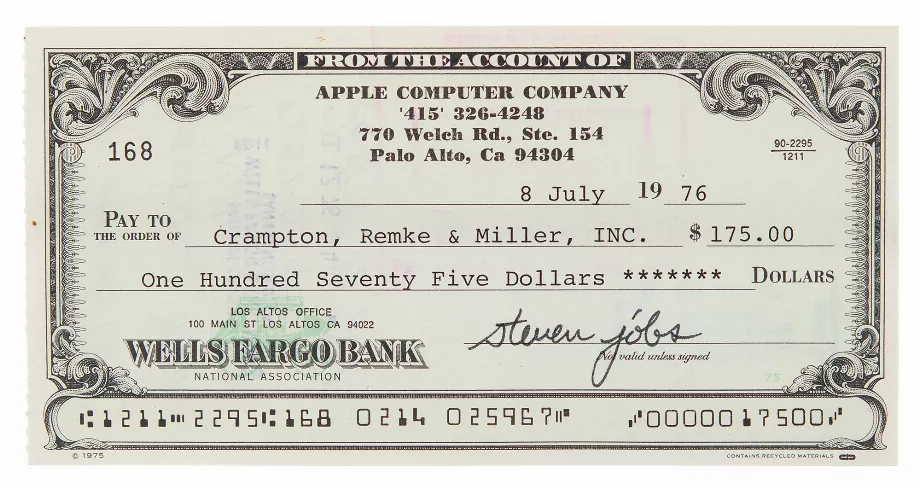 FROM THE ACCOUNT OF
APPLE COMPUTER COMPANY
'415' 326-4248
770 Welch Rd., Ste. 154
Palo Alto, Ca 94304
168
90-2295
1211
8 July 19 76
PAY TO
THE ORDER OF Crampton, Remke & Miller, INC. $ 175.00
One Hundred Seventy Five Dollars ******* DOLLARS
LOS ALTOS OFFICE
100 MAIN ST LOS ALTOS CA 94022
WELLS FARGO BANK
NATIONAL ASSOCIATION
steven jobs
Not valid unless signed
75
⑆1211⑉2295⑆168 0214 025967⑈ ⑇0000017500⑇
© 1975
CONTAINS RECYCLED MATERIALS